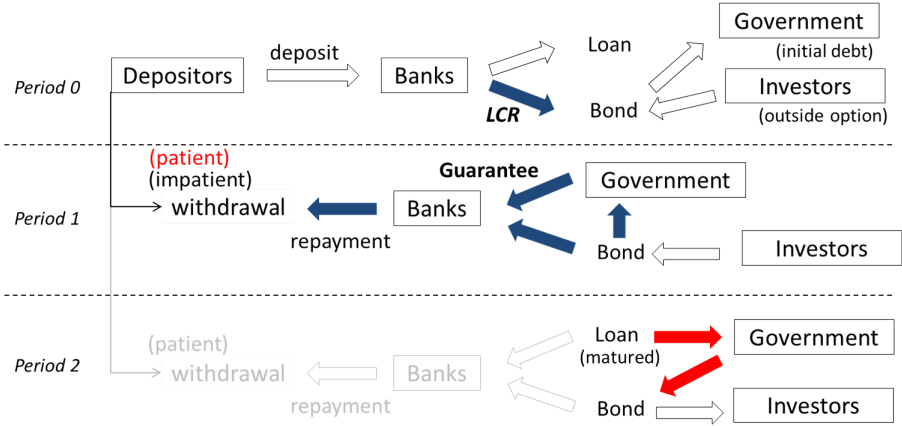 Period 0
Depositors
deposit
Banks
LCR
Loan
Bond
Government
(initial debt)
Investors
(outside option)
Period 1
(patient)
(impatient)
withdrawal
repayment
Banks
Guarantee
Government
Bond
Investors
Period 2
(patient)
withdrawal
repayment
Banks
Loan
(matured)
Bond
Government
Investors